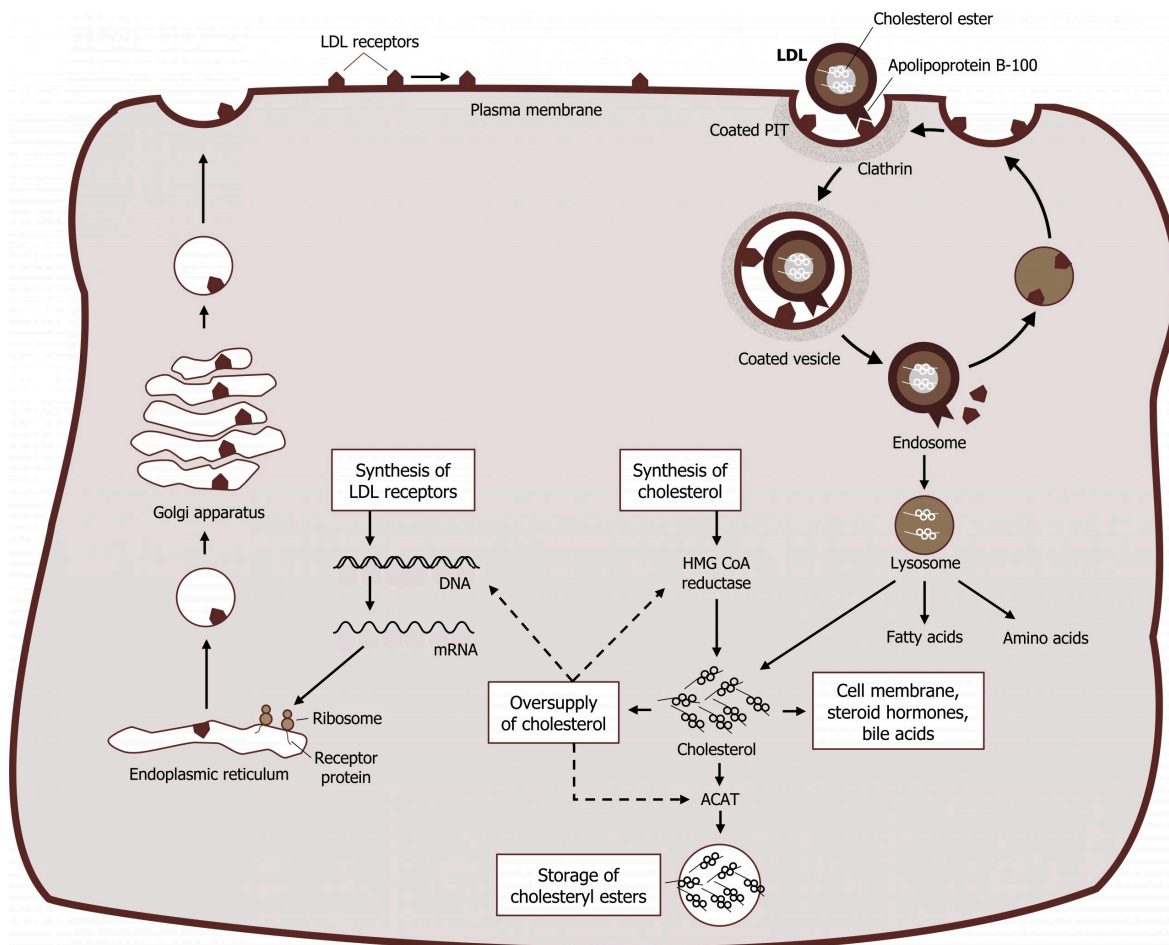 Cholesterol ester
LDL receptors
LDL
Apolipoprotein B-100
Plasma membrane
Coated PIT
Clathrin
Coated vesicle
Endosome
Synthesis of
LDL receptors
Synthesis of
cholesterol
Golgi apparatus
DNA
HMG CoA
reductase
Lysosome
mRNA
Fatty acids
Amino acids
Oversupply
of cholesterol
Cell membrane,
steroid hormones,
bile acids
Ribosome
Cholesterol
Endoplasmic reticulum
Receptor
protein
ACAT
Storage of
cholesteryl esters